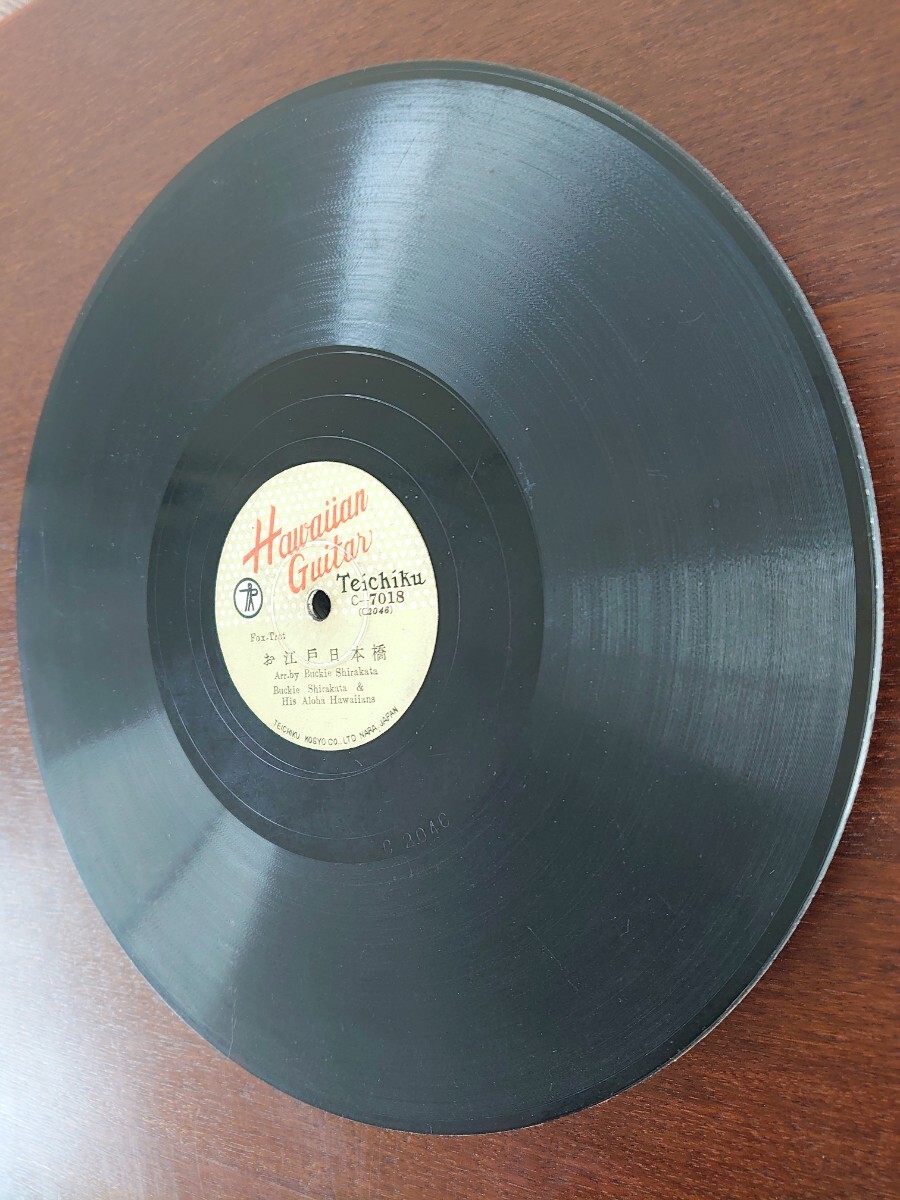 Hawaiian
Guitar
Teichiku
C-7018
(C2046)
Fox-Trot
お江戸日本橋
Arr. by Buckie Shirakata
Buckie Shirakata &
His Aloha Hawaiians
TEICHIKU KOGYO CO., LTD NARA, JAPAN
C 2046